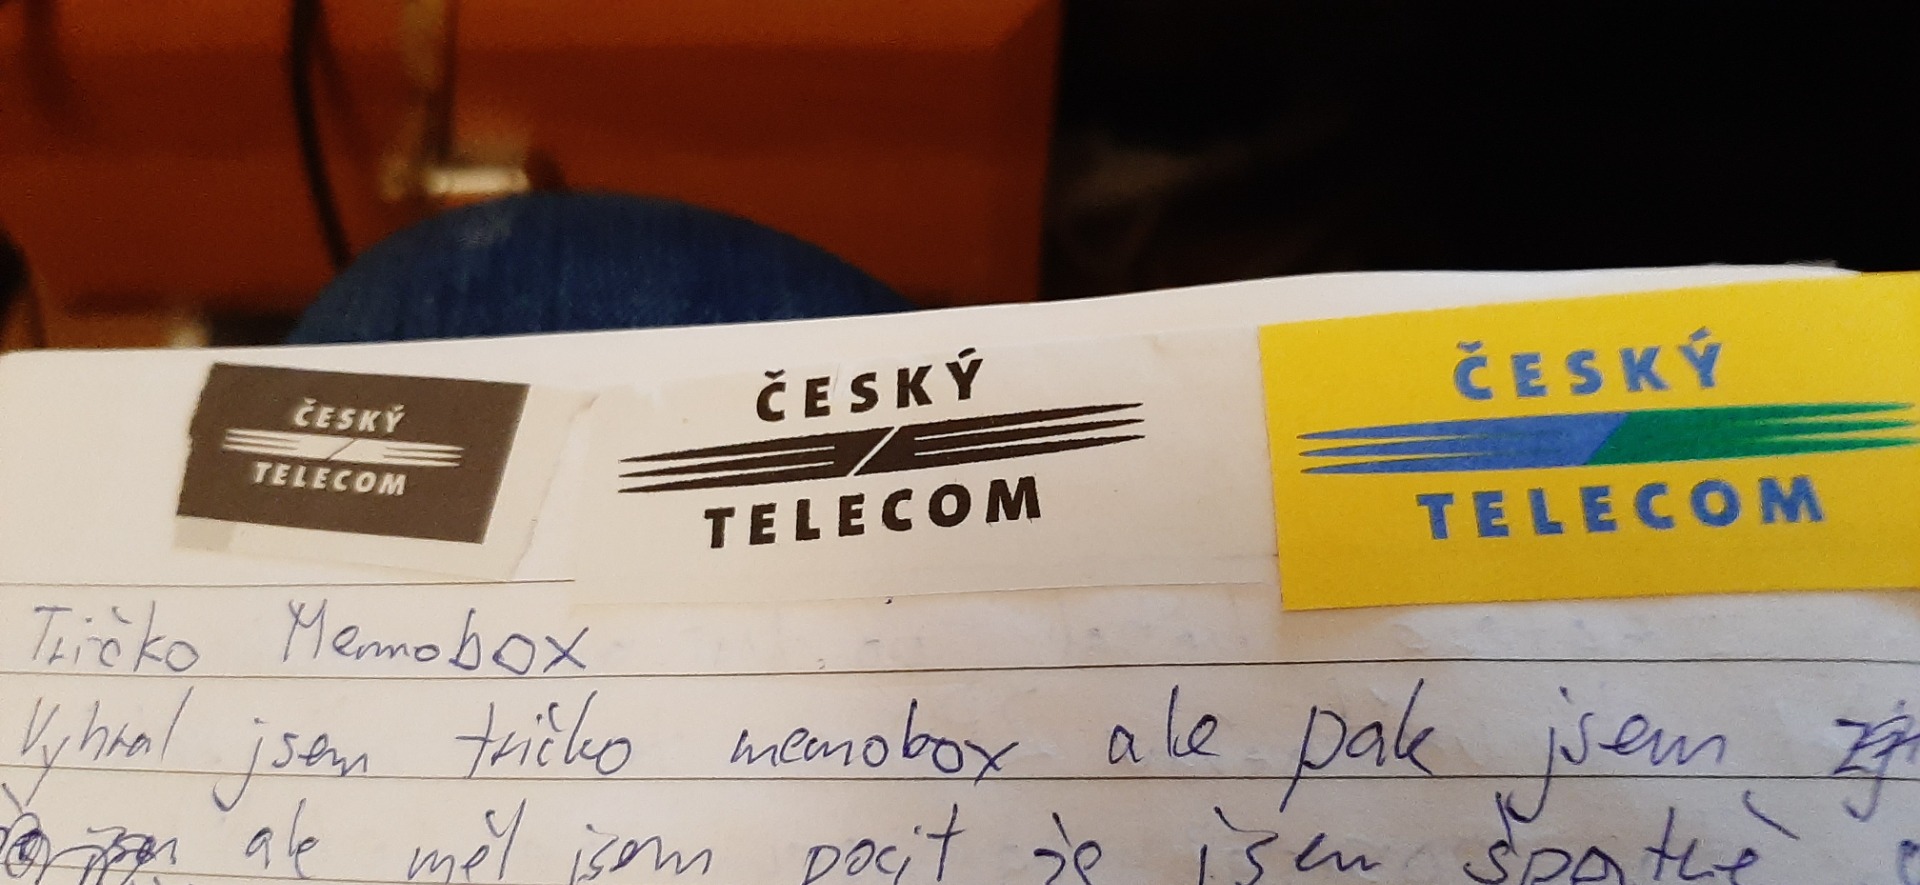 ČESKÝ
TELECOM
ČESKÝ
TELECOM
ČESKÝ
TELECOM
Tričko Memobox
Vyhral jsem tričko memobox ale pak jsem
ale měl jsem pocit že jsem špatně